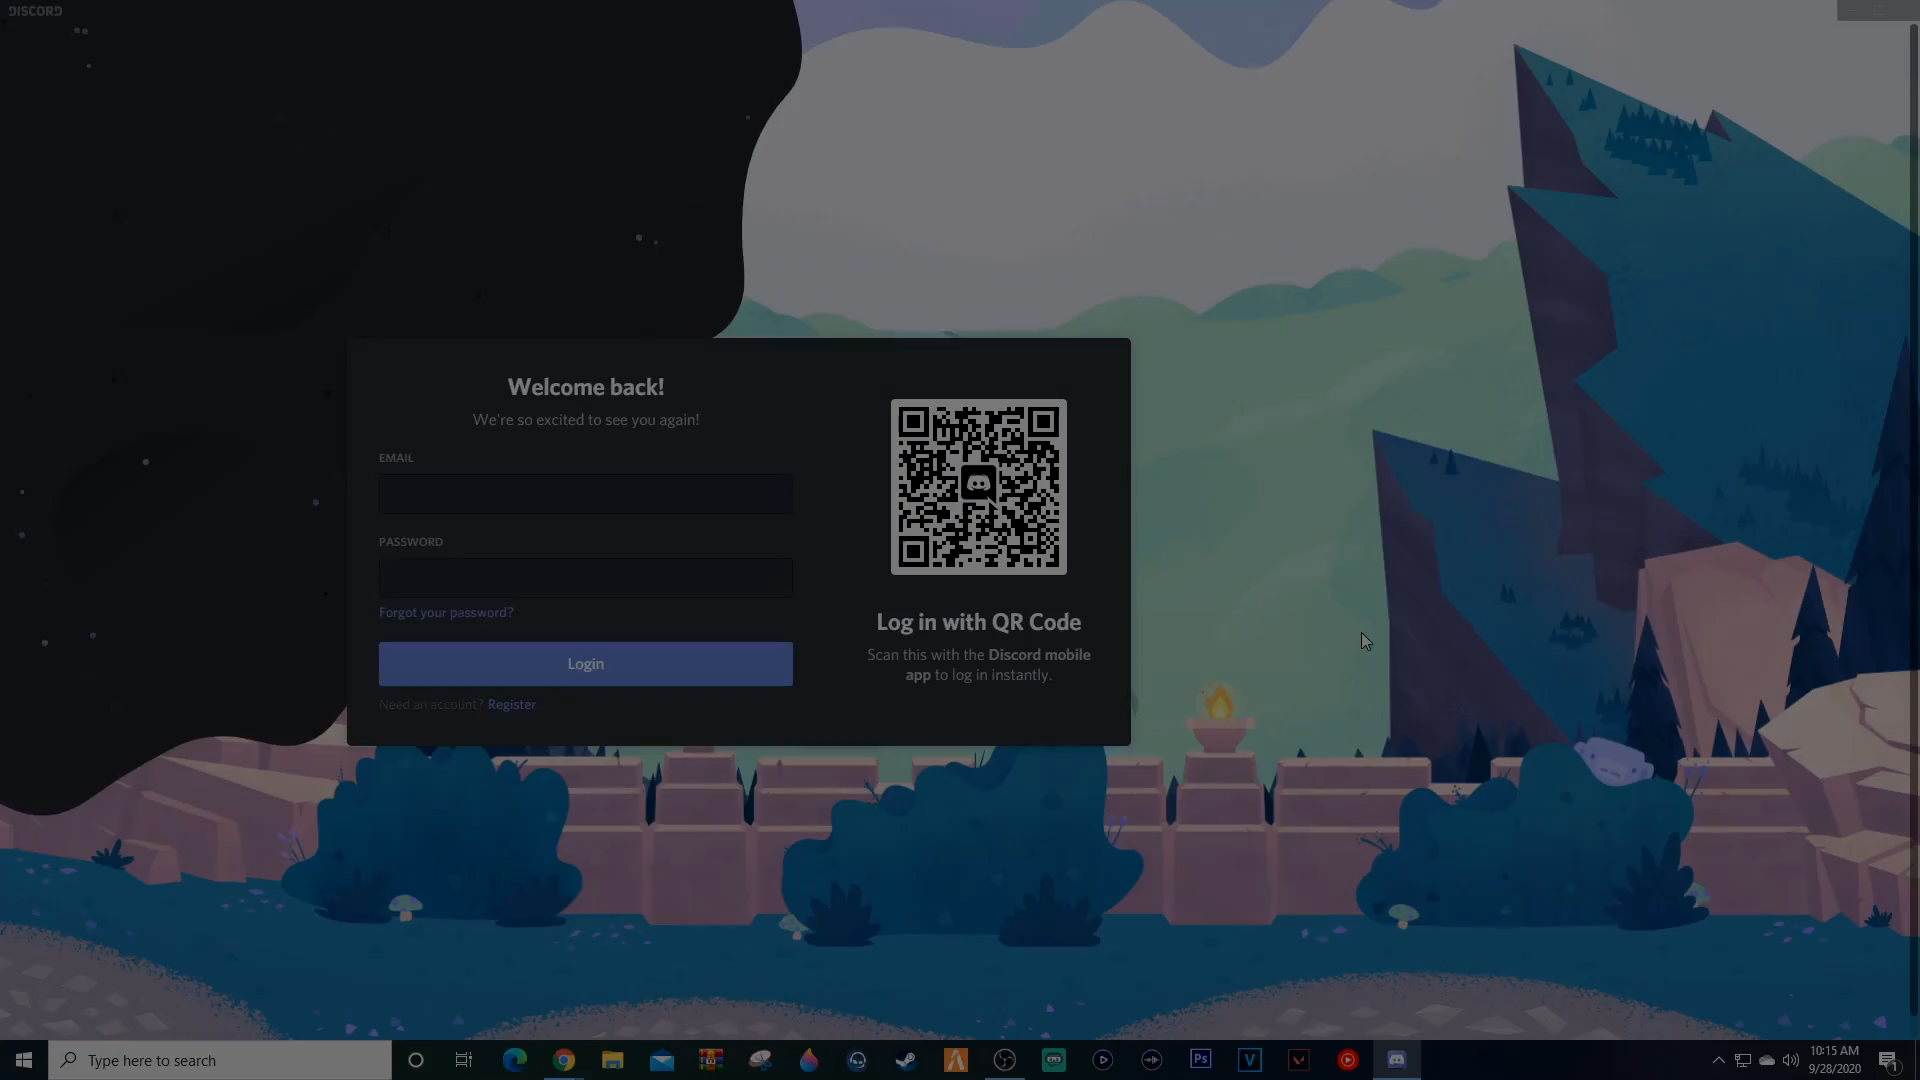 DISCORD
Welcome back!
We're so excited to see you again!
EMAIL
PASSWORD
Forgot your password?
Login
Need an account? Register
Log in with QR Code
Scan this with the Discord mobile
app to log in instantly.
Type here to search
Ps
V
10:15 AM
9/28/2020
1